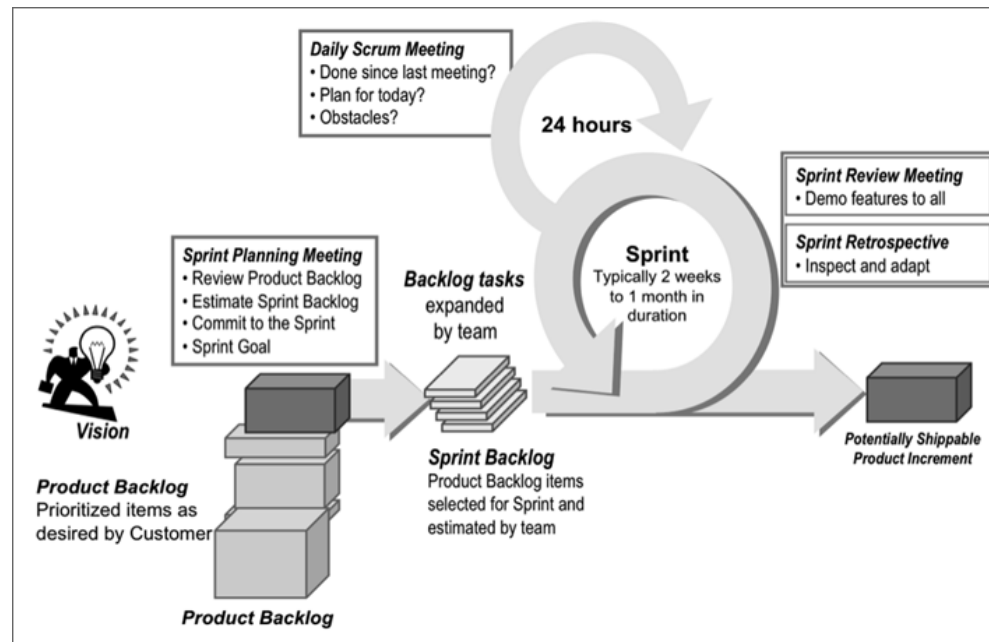 Daily Scrum Meeting
• Done since last meeting?
• Plan for today?
• Obstacles?
24 hours
Sprint Review Meeting
• Demo features to all
Sprint Retrospective
• Inspect and adapt
Sprint Planning Meeting
• Review Product Backlog
• Estimate Sprint Backlog
• Commit to the Sprint
• Sprint Goal
Backlog tasks
expanded
by team
Sprint
Typically 2 weeks
to 1 month in
duration
Vision
Product Backlog
Prioritized items as
desired by Customer
Sprint Backlog
Product Backlog items
selected for Sprint and
estimated by team
Potentially Shippable
Product Increment
Product Backlog